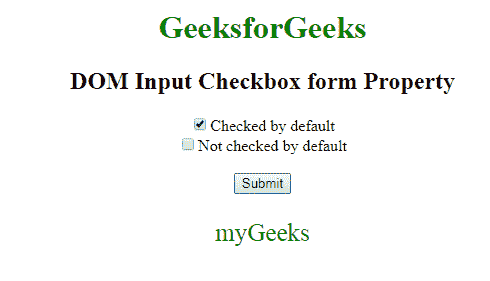 GeeksforGeeks
DOM Input Checkbox form Property
Checked by default
Not checked by default
Submit
myGeeks